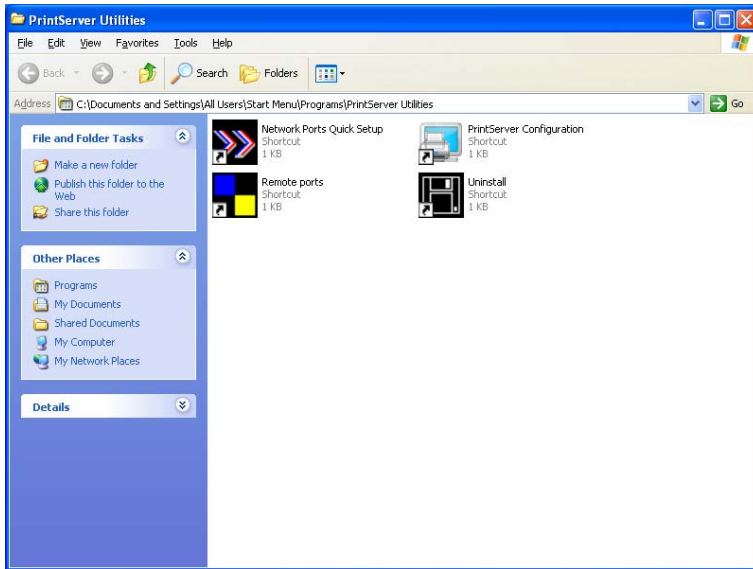 PrintServer Utilities
File Edit View Favorites Tools Help
Back Search Folders
Address C:\Documents and Settings\All Users\Start Menu\Programs\PrintServer Utilities Go
File and Folder Tasks
Make a new folder
Publish this folder to the
Web
Share this folder
Other Places
Programs
My Documents
Shared Documents
My Computer
My Network Places
Details
Network Ports Quick Setup
Shortcut
1 KB
PrintServer Configuration
Shortcut
1 KB
Remote ports
Shortcut
1 KB
Uninstall
Shortcut
1 KB